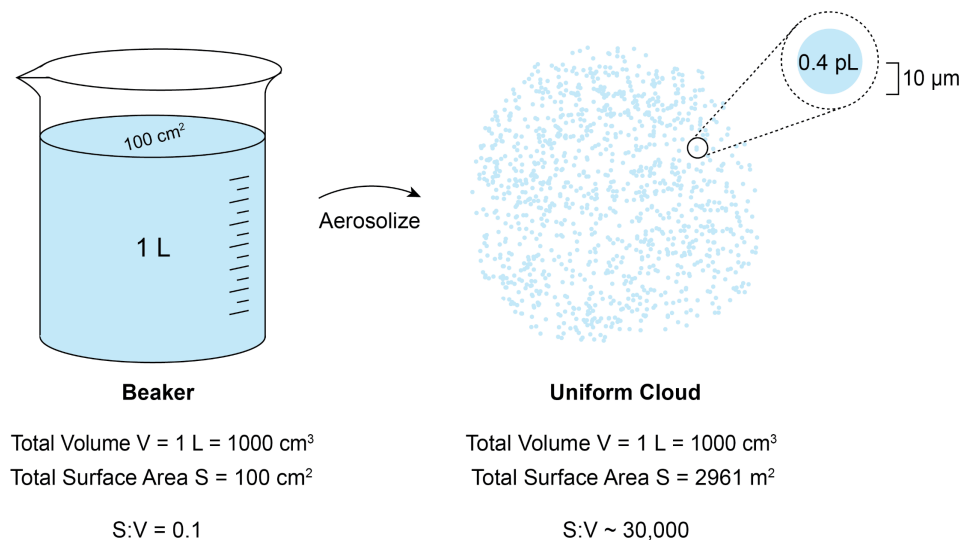 100 cm²
1 L
Aerosolize
0.4 pL
10 µm
Beaker
Total Volume V = 1 L = 1000 cm³
Total Surface Area S = 100 cm²
S:V = 0.1
Uniform Cloud
Total Volume V = 1 L = 1000 cm³
Total Surface Area S = 2961 m²
S:V ~ 30,000